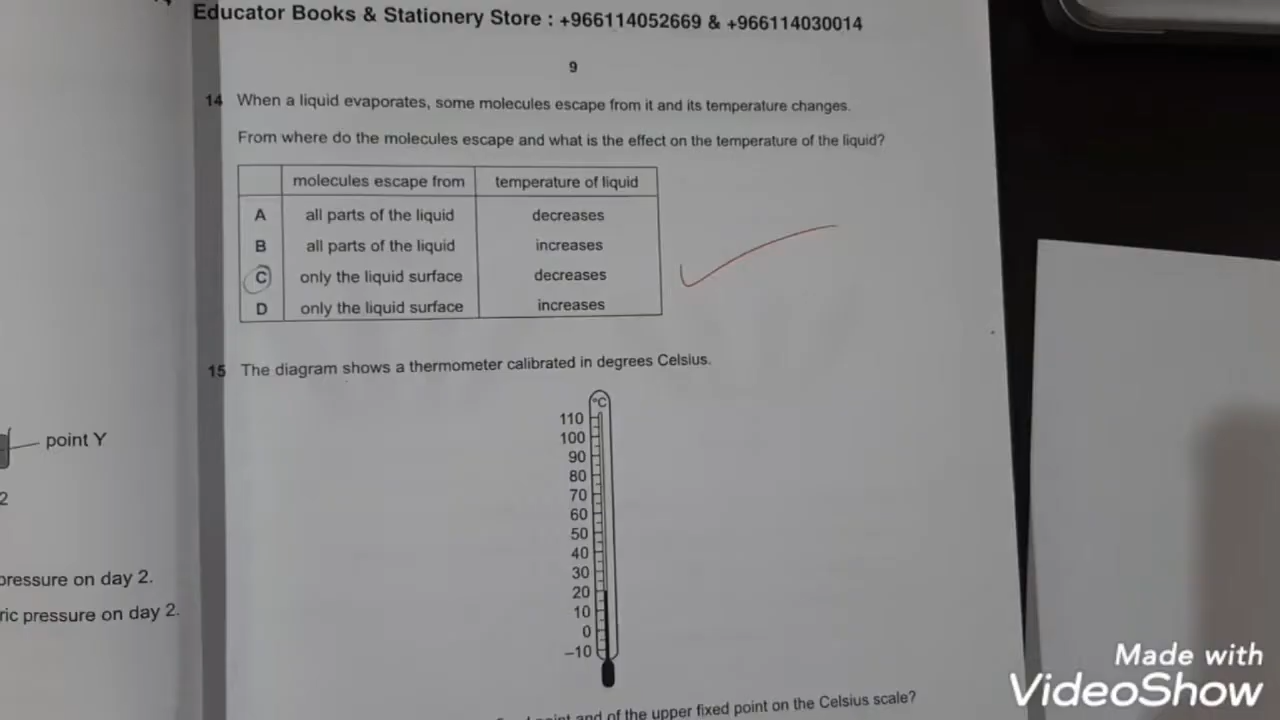 Educator Books & Stationery Store : +966114052669 & +966114030014
9
14 When a liquid evaporates, some molecules escape from it and its temperature changes.
From where do the molecules escape and what is the effect on the temperature of the liquid?
molecules escape from temperature of liquid
A all parts of the liquid decreases
B all parts of the liquid increases
C only the liquid surface decreases
D only the liquid surface increases
15 The diagram shows a thermometer calibrated in degrees Celsius.
°C
110
100
90
80
70
60
50
40
30
20
10
0
–10
point and of the upper fixed point on the Celsius scale?
point Y
2
pressure on day 2.
ric pressure on day 2.
Made with
VideoShow